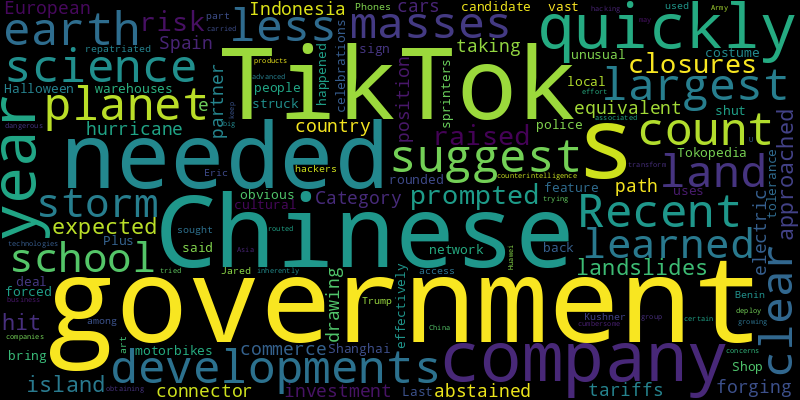 European
Indonesia
cars
candidate
vast
Phones
hacking
used
Army
earth
risk
less
masses
quickly
part
carried
sign
may
Spain
TikTok
taking
unusual
costume
repatriated
science
products
happened
celebrations
closures
Halloween
warehouses
partner
advanced
people
struck
position
sprinters
local
effort
largest
planet
e
big
keep
equivalent
associated
shut
dangerous
hurricane
country
police
s
count
year
needed
hackers
raised
Tokopedia
suggest
counterintelligence
transform
Category
rounded
trying
path
land
tolerance
approached
storm
cultural
obvious
prompted
feature
uses
Eric
Chinese
Recent
expected
sought
routed
electric
Plus
said
network
back
learned
clear
technologies
school
Asia
Huawei
landslides
deal
tried
Jared
inherently
access
forced
among
government
drawing
effectively
Trump
Kushner
Benin
deploy
hit
business
China
group
certain
growing
cumbersome
companies
art
commerce
Shanghai
concerns
bring
motorbikes
developments
company
Shop
island
obtaining
connector
investment
Last
abstained
tariffs
forging